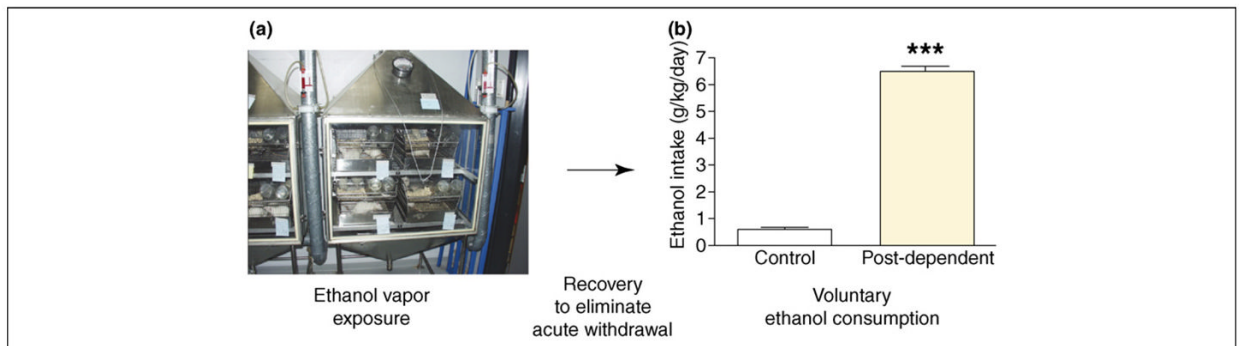 (a)
Ethanol vapor
exposure
Recovery
to eliminate
acute withdrawal
(b)
Ethanol intake (g/kg/day)
7
6
5
4
3
2
1
0
***
Control
Post-dependent
Voluntary
ethanol consumption